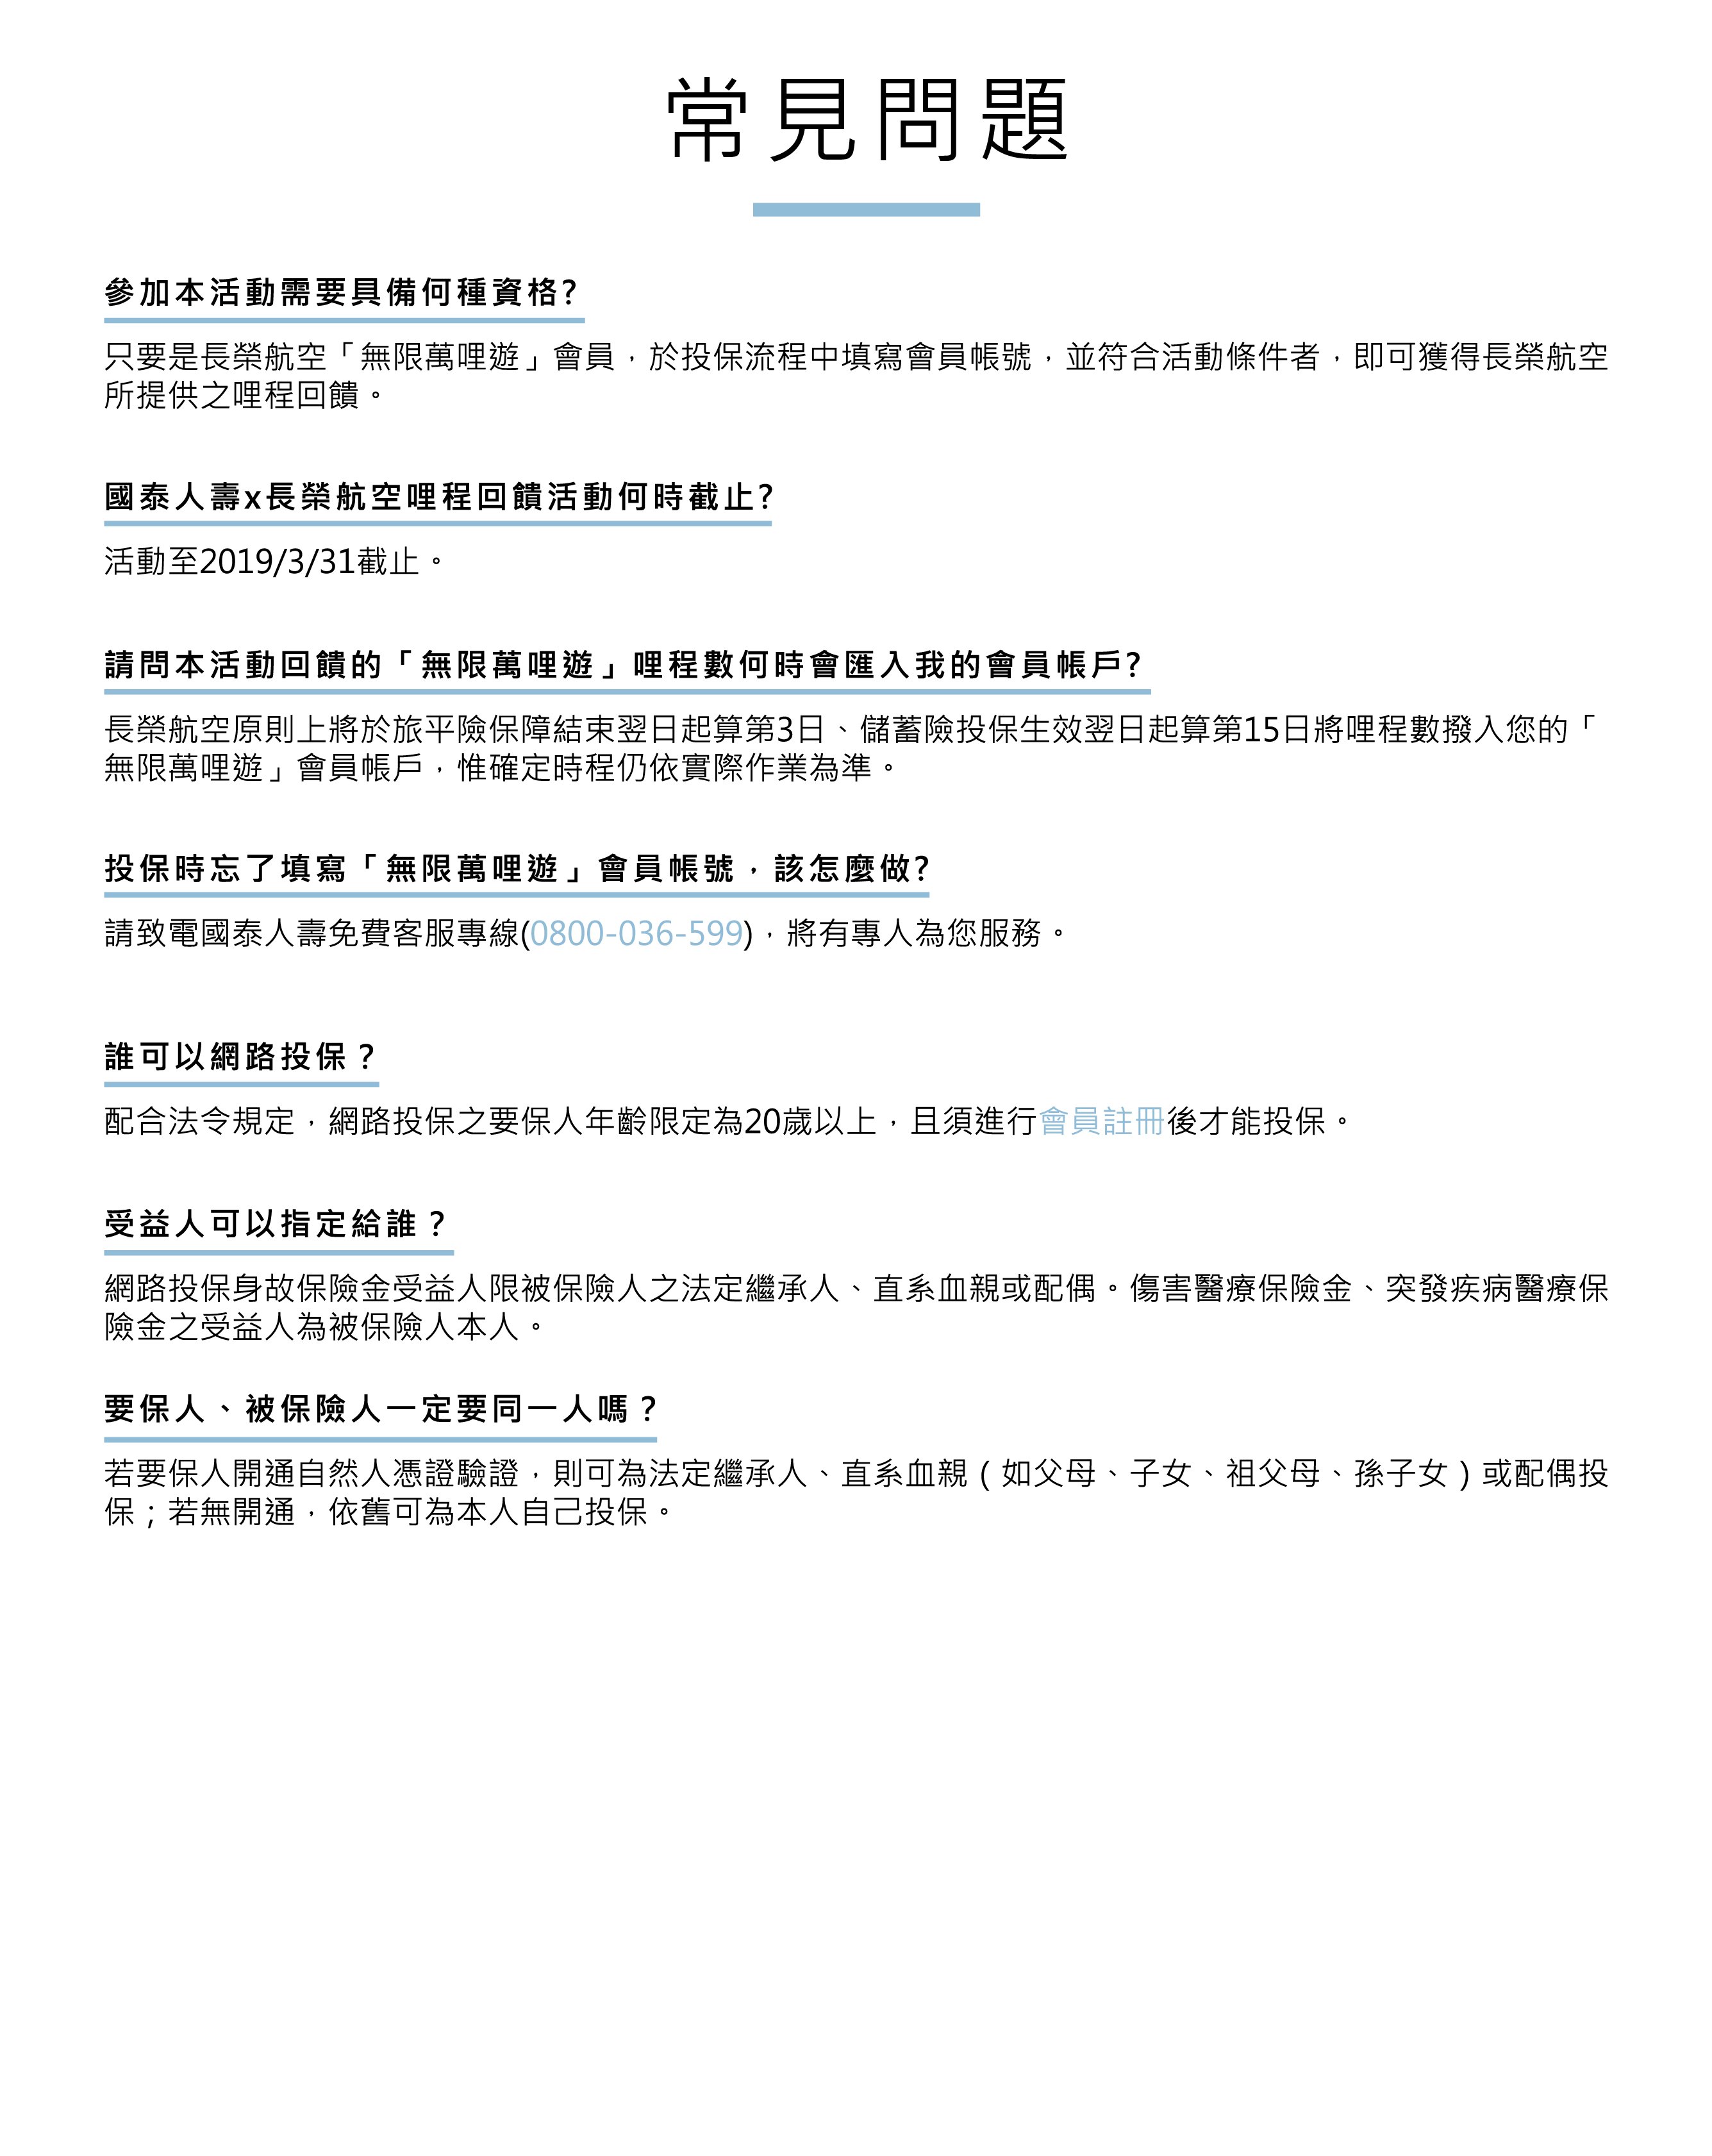 常見問題
參加本活動需要具備何種資格?
只要是長榮航空「無限萬哩遊」會員，於投保流程中填寫會員帳號，並符合活動條件者，即可獲得長榮航空
所提供之哩程回饋。
國泰人壽x長榮航空哩程回饋活動何時截止?
活動至2019/3/31截止。
請問本活動回饋的「無限萬哩遊」哩程數何時會匯入我的會員帳戶?
長榮航空原則上將於旅平險保障結束翌日起算第3日、儲蓄險投保生效翌日起算第15日將哩程數撥入您的「
無限萬哩遊」會員帳戶，惟確定時程仍依實際作業為準。
投保時忘了填寫「無限萬哩遊」會員帳號，該怎麼做?
請致電國泰人壽免費客服專線(0800-036-599)，將有專人為您服務。
誰可以網路投保？
配合法令規定，網路投保之要保人年齡限定為20歲以上，且須進行會員註冊後才能投保。
受益人可以指定給誰？
網路投保身故保險金受益人限被保險人之法定繼承人、直系血親或配偶。傷害醫療保險金、突發疾病醫療保
險金之受益人為被保險人本人。
要保人、被保險人一定要同一人嗎？
若要保人開通自然人憑證驗證，則可為法定繼承人、直系血親（如父母、子女、祖父母、孫子女）或配偶投
保；若無開通，依舊可為本人自己投保。